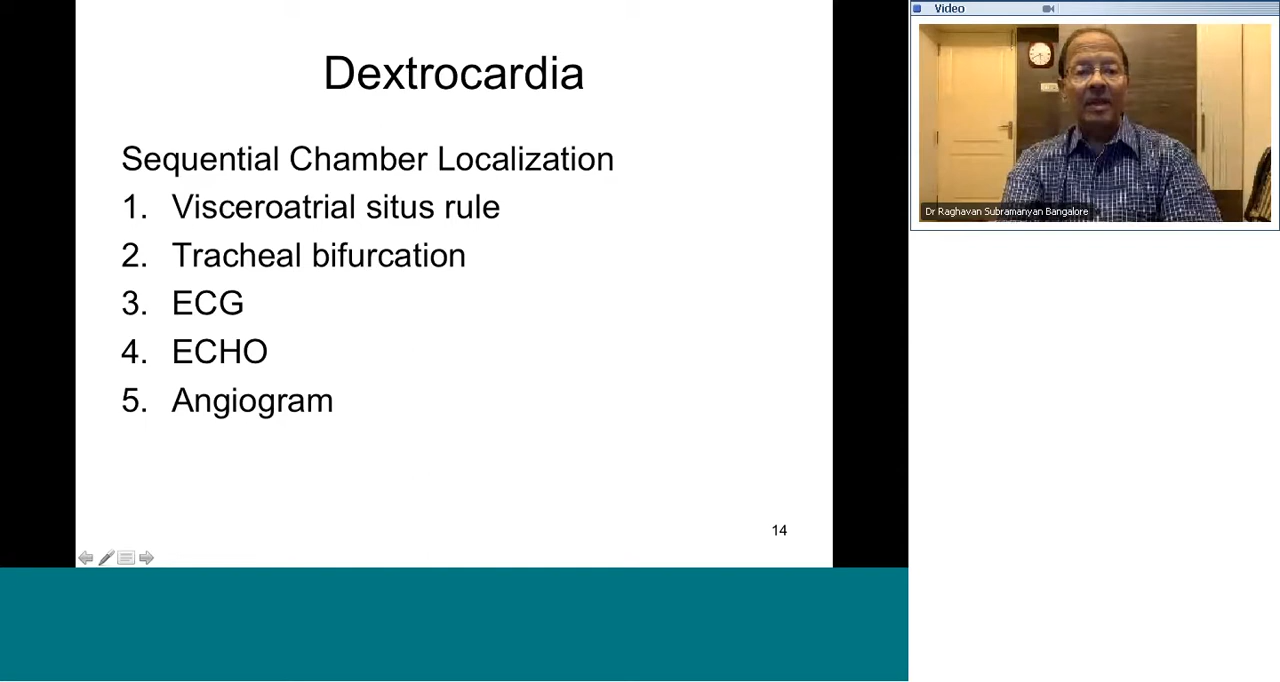 Dextrocardia
Sequential Chamber Localization
1. Visceroatrial situs rule
2. Tracheal bifurcation
3. ECG
4. ECHO
5. Angiogram
14
Video
Dr Raghavan Subramanyan Bangalore